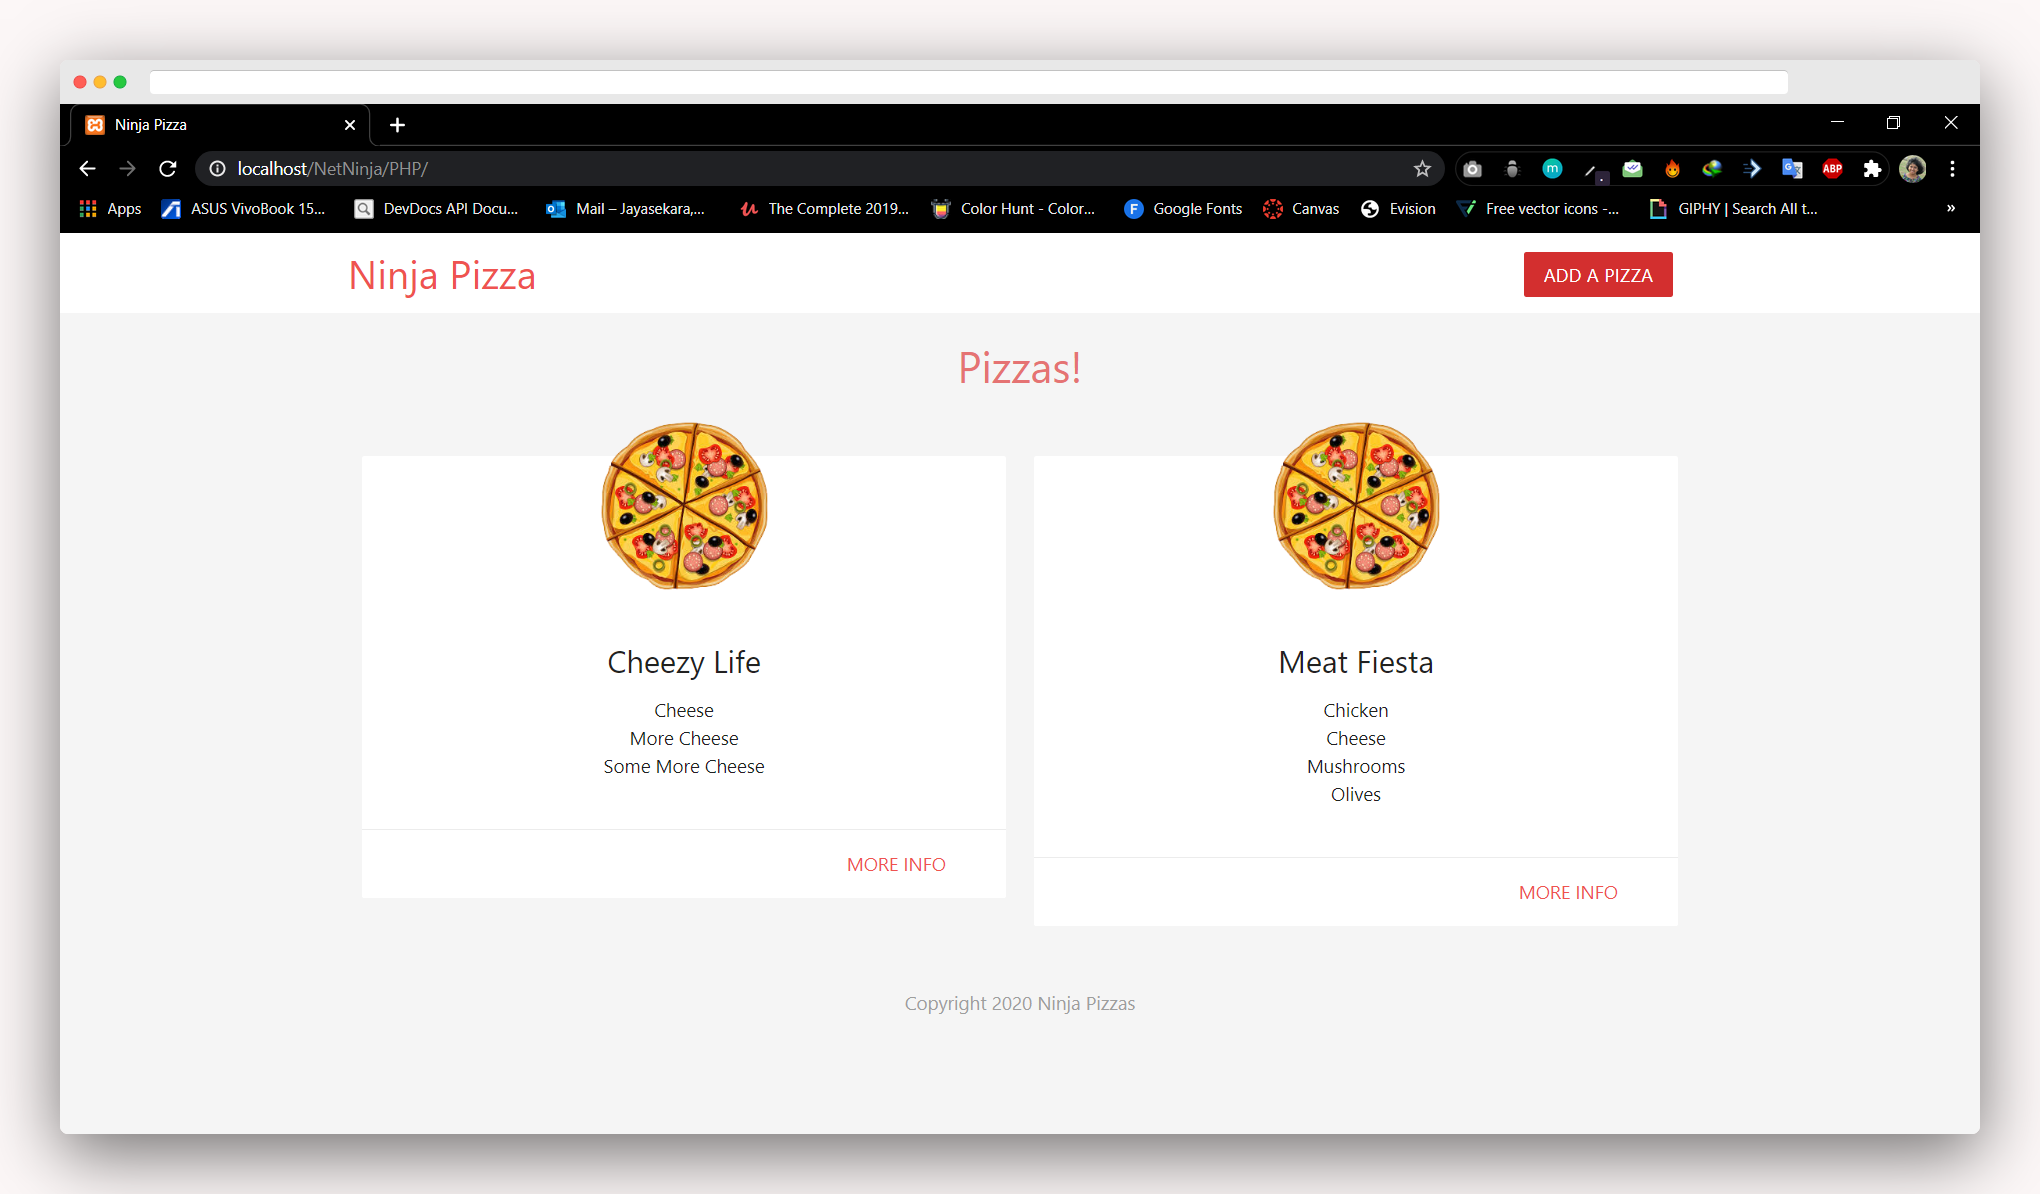 Ninja Pizza
localhost/NetNinja/PHP/
ABP
Apps ASUS VivoBook 15... DevDocs API Docu... Mail – Jayasekara,... The Complete 2019... Color Hunt - Color... Google Fonts Canvas Evision Free vector icons -... GIPHY | Search All t... »
Ninja Pizza
ADD A PIZZA
Pizzas!
Cheezy Life
Cheese
More Cheese
Some More Cheese
MORE INFO
Meat Fiesta
Chicken
Cheese
Mushrooms
Olives
MORE INFO
Copyright 2020 Ninja Pizzas